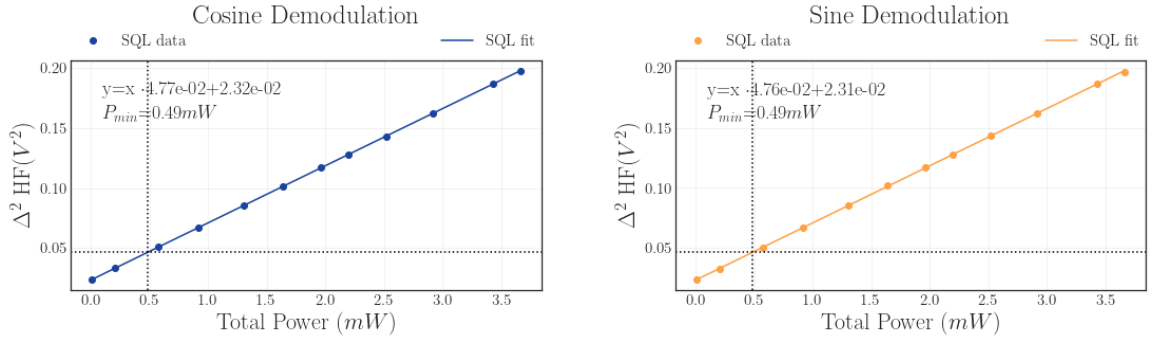 Cosine Demodulation
SQL data
SQL fit
y=x ·4.77e-02+2.32e-02
P_min=0.49mW
0.20
0.15
0.10
0.05
Δ² HF(V²)
0.0 0.5 1.0 1.5 2.0 2.5 3.0 3.5
Total Power (mW)
Sine Demodulation
SQL data
SQL fit
y=x ·4.76e-02+2.31e-02
P_min=0.49mW
0.20
0.15
0.10
0.05
Δ² HF(V²)
0.0 0.5 1.0 1.5 2.0 2.5 3.0 3.5
Total Power (mW)